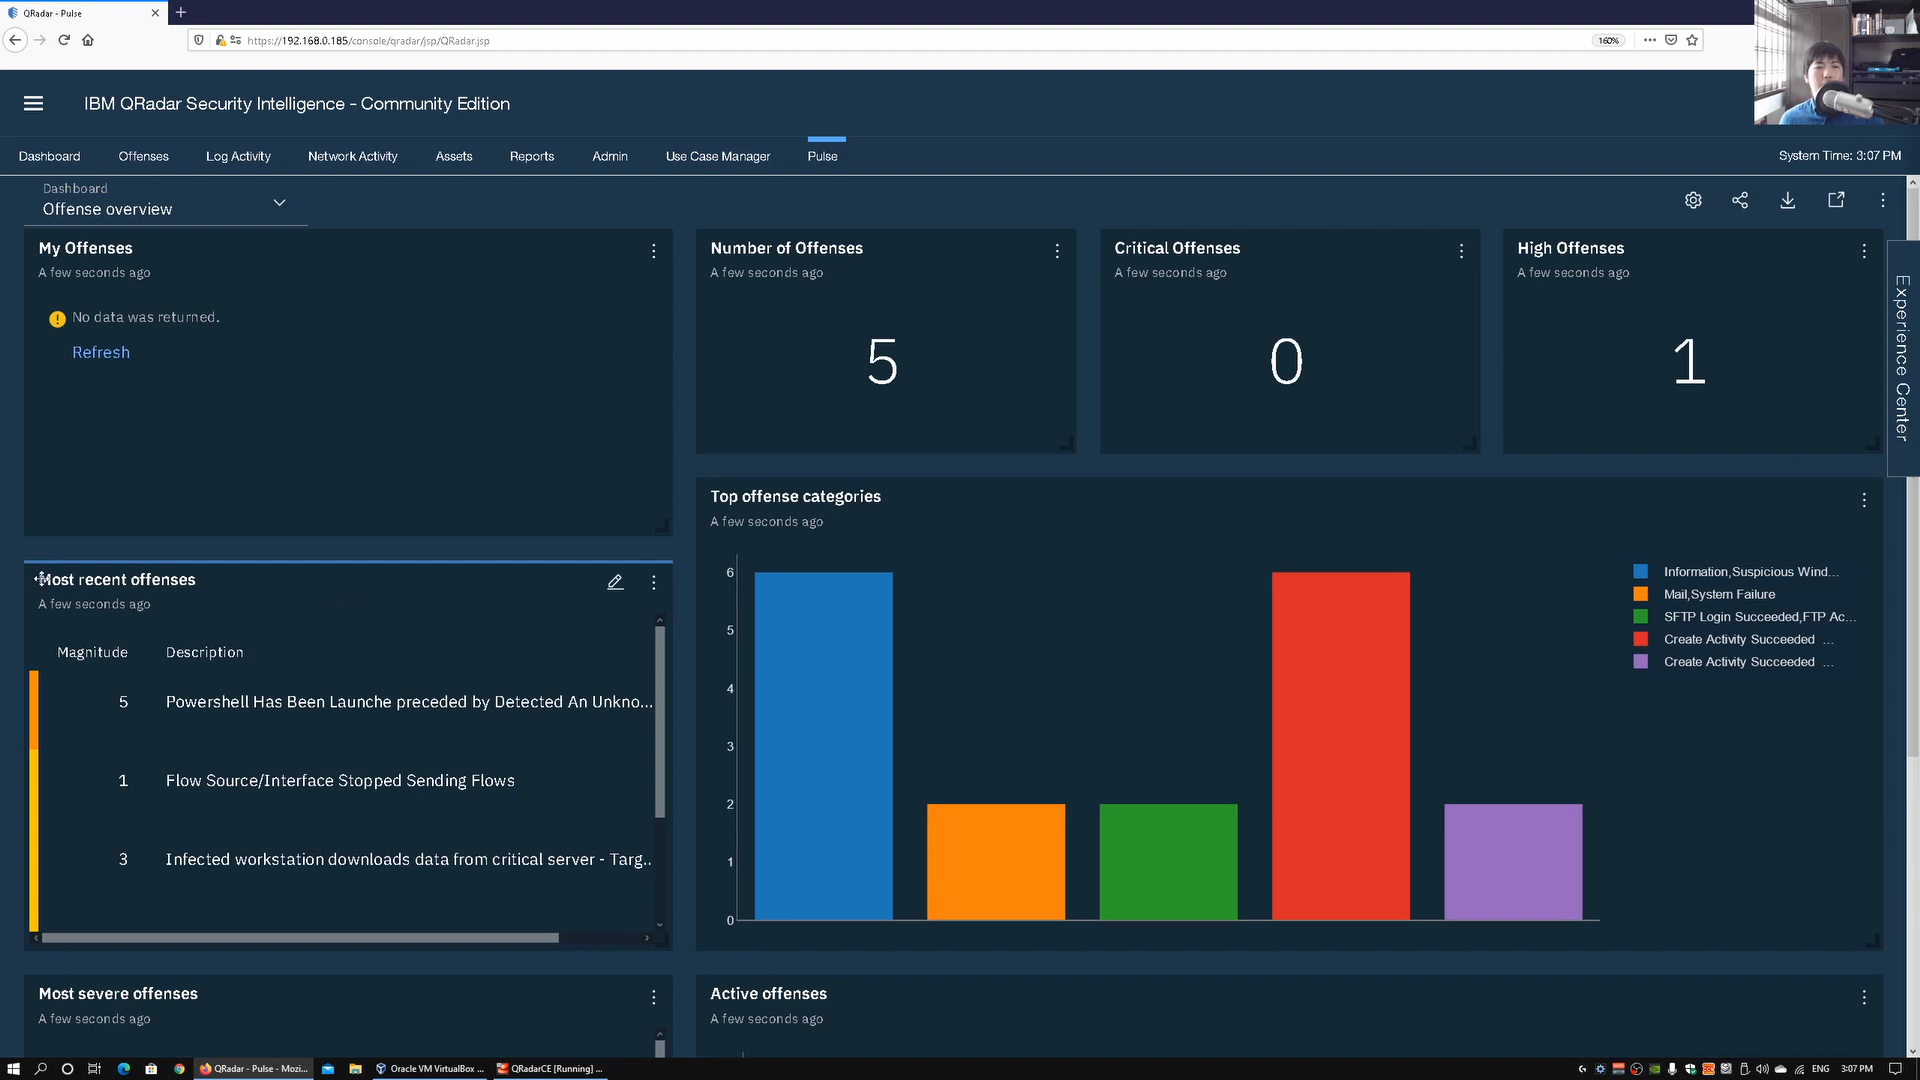 QRadar - Pulse
https://192.168.0.185/console/qradar/jsp/QRadar.jsp
160%
IBM QRadar Security Intelligence - Community Edition
Dashboard Offenses Log Activity Network Activity Assets Reports Admin Use Case Manager Pulse
System Time: 3:07 PM
Dashboard
Offense overview
My Offenses
A few seconds ago
No data was returned.
Refresh
Number of Offenses
A few seconds ago
5
Critical Offenses
A few seconds ago
0
High Offenses
A few seconds ago
1
Experience Center
Top offense categories
A few seconds ago
6
5
4
3
2
1
0
Information,Suspicious Wind...
Mail,System Failure
SFTP Login Succeeded,FTP Ac...
Create Activity Succeeded ...
Create Activity Succeeded ...
Most recent offenses
A few seconds ago
Magnitude Description
5 Powershell Has Been Launche preceded by Detected An Unkno...
1 Flow Source/Interface Stopped Sending Flows
3 Infected workstation downloads data from critical server - Targ..
Most severe offenses
A few seconds ago
Active offenses
A few seconds ago
QRadar - Pulse - Mozi...
Oracle VM VirtualBox ...
QRadarCE [Running] ...
ENG
3:07 PM